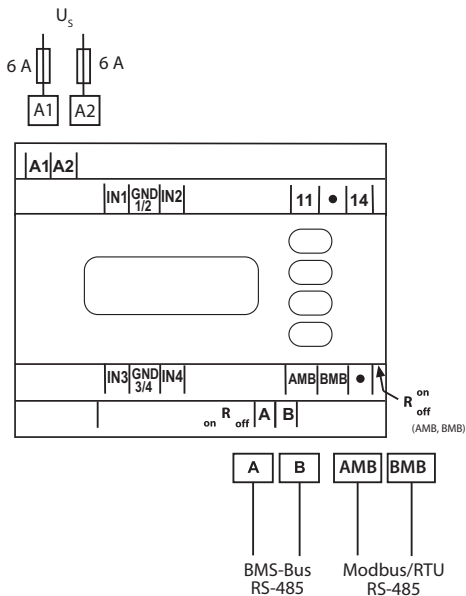 Us
6 A 6 A
A1 A2
A1 A2
IN1 GND 1/2 IN2 11 • 14
IN3 GND 3/4 IN4 AMB BMB •
R on off
(AMB, BMB)
on R off A B
A B AMB BMB
BMS-Bus Modbus/RTU
RS-485 RS-485